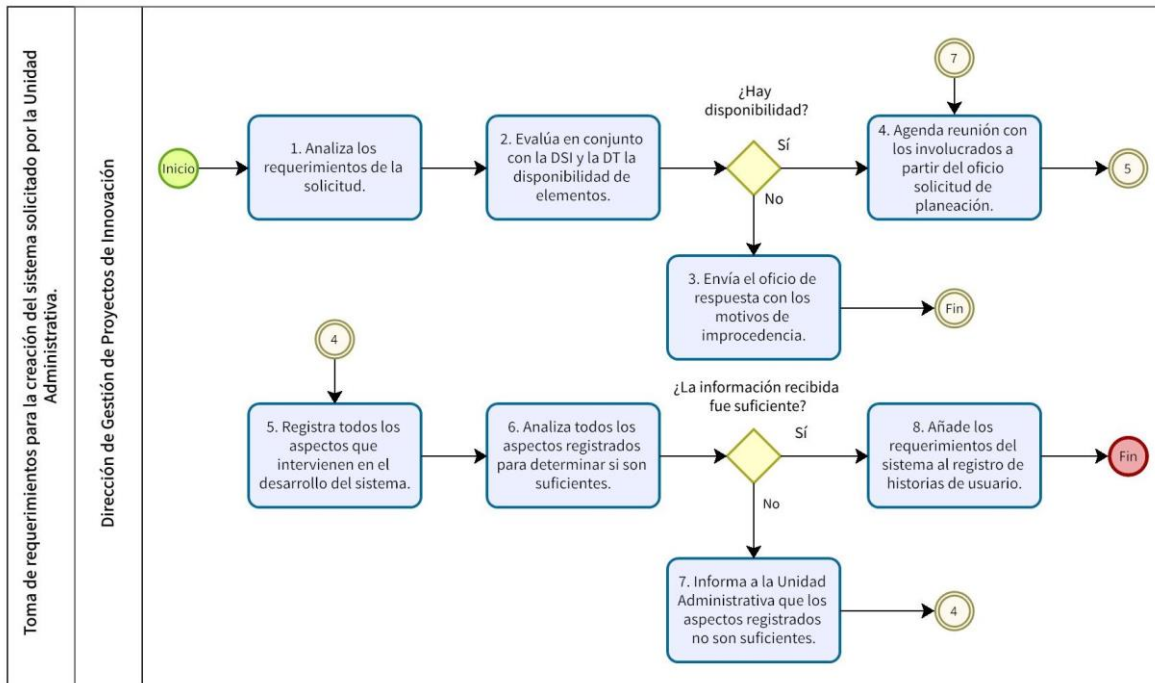 Toma de requerimientos para la creación del sistema solicitado por la Unidad
Administrativa.
Dirección de Gestión de Proyectos de Innovación
Inicio
1. Analiza los
requerimientos de la
solicitud.
2. Evalúa en conjunto
con la DSI y la DT la
disponibilidad de
elementos.
¿Hay
disponibilidad?
Sí
No
7
4. Agenda reunión con
los involucrados a
partir del oficio
solicitud de
planeación.
5
3. Envía el oficio de
respuesta con los
motivos de
improcedencia.
Fin
4
5. Registra todos los
aspectos que
intervienen en el
desarrollo del sistema.
6. Analiza todos los
aspectos registrados
para determinar si son
suficientes.
¿La información recibida
fue suficiente?
Sí
No
8. Añade los
requerimientos del
sistema al registro de
historias de usuario.
Fin
7. Informa a la Unidad
Administrativa que los
aspectos registrados
no son suficientes.
4